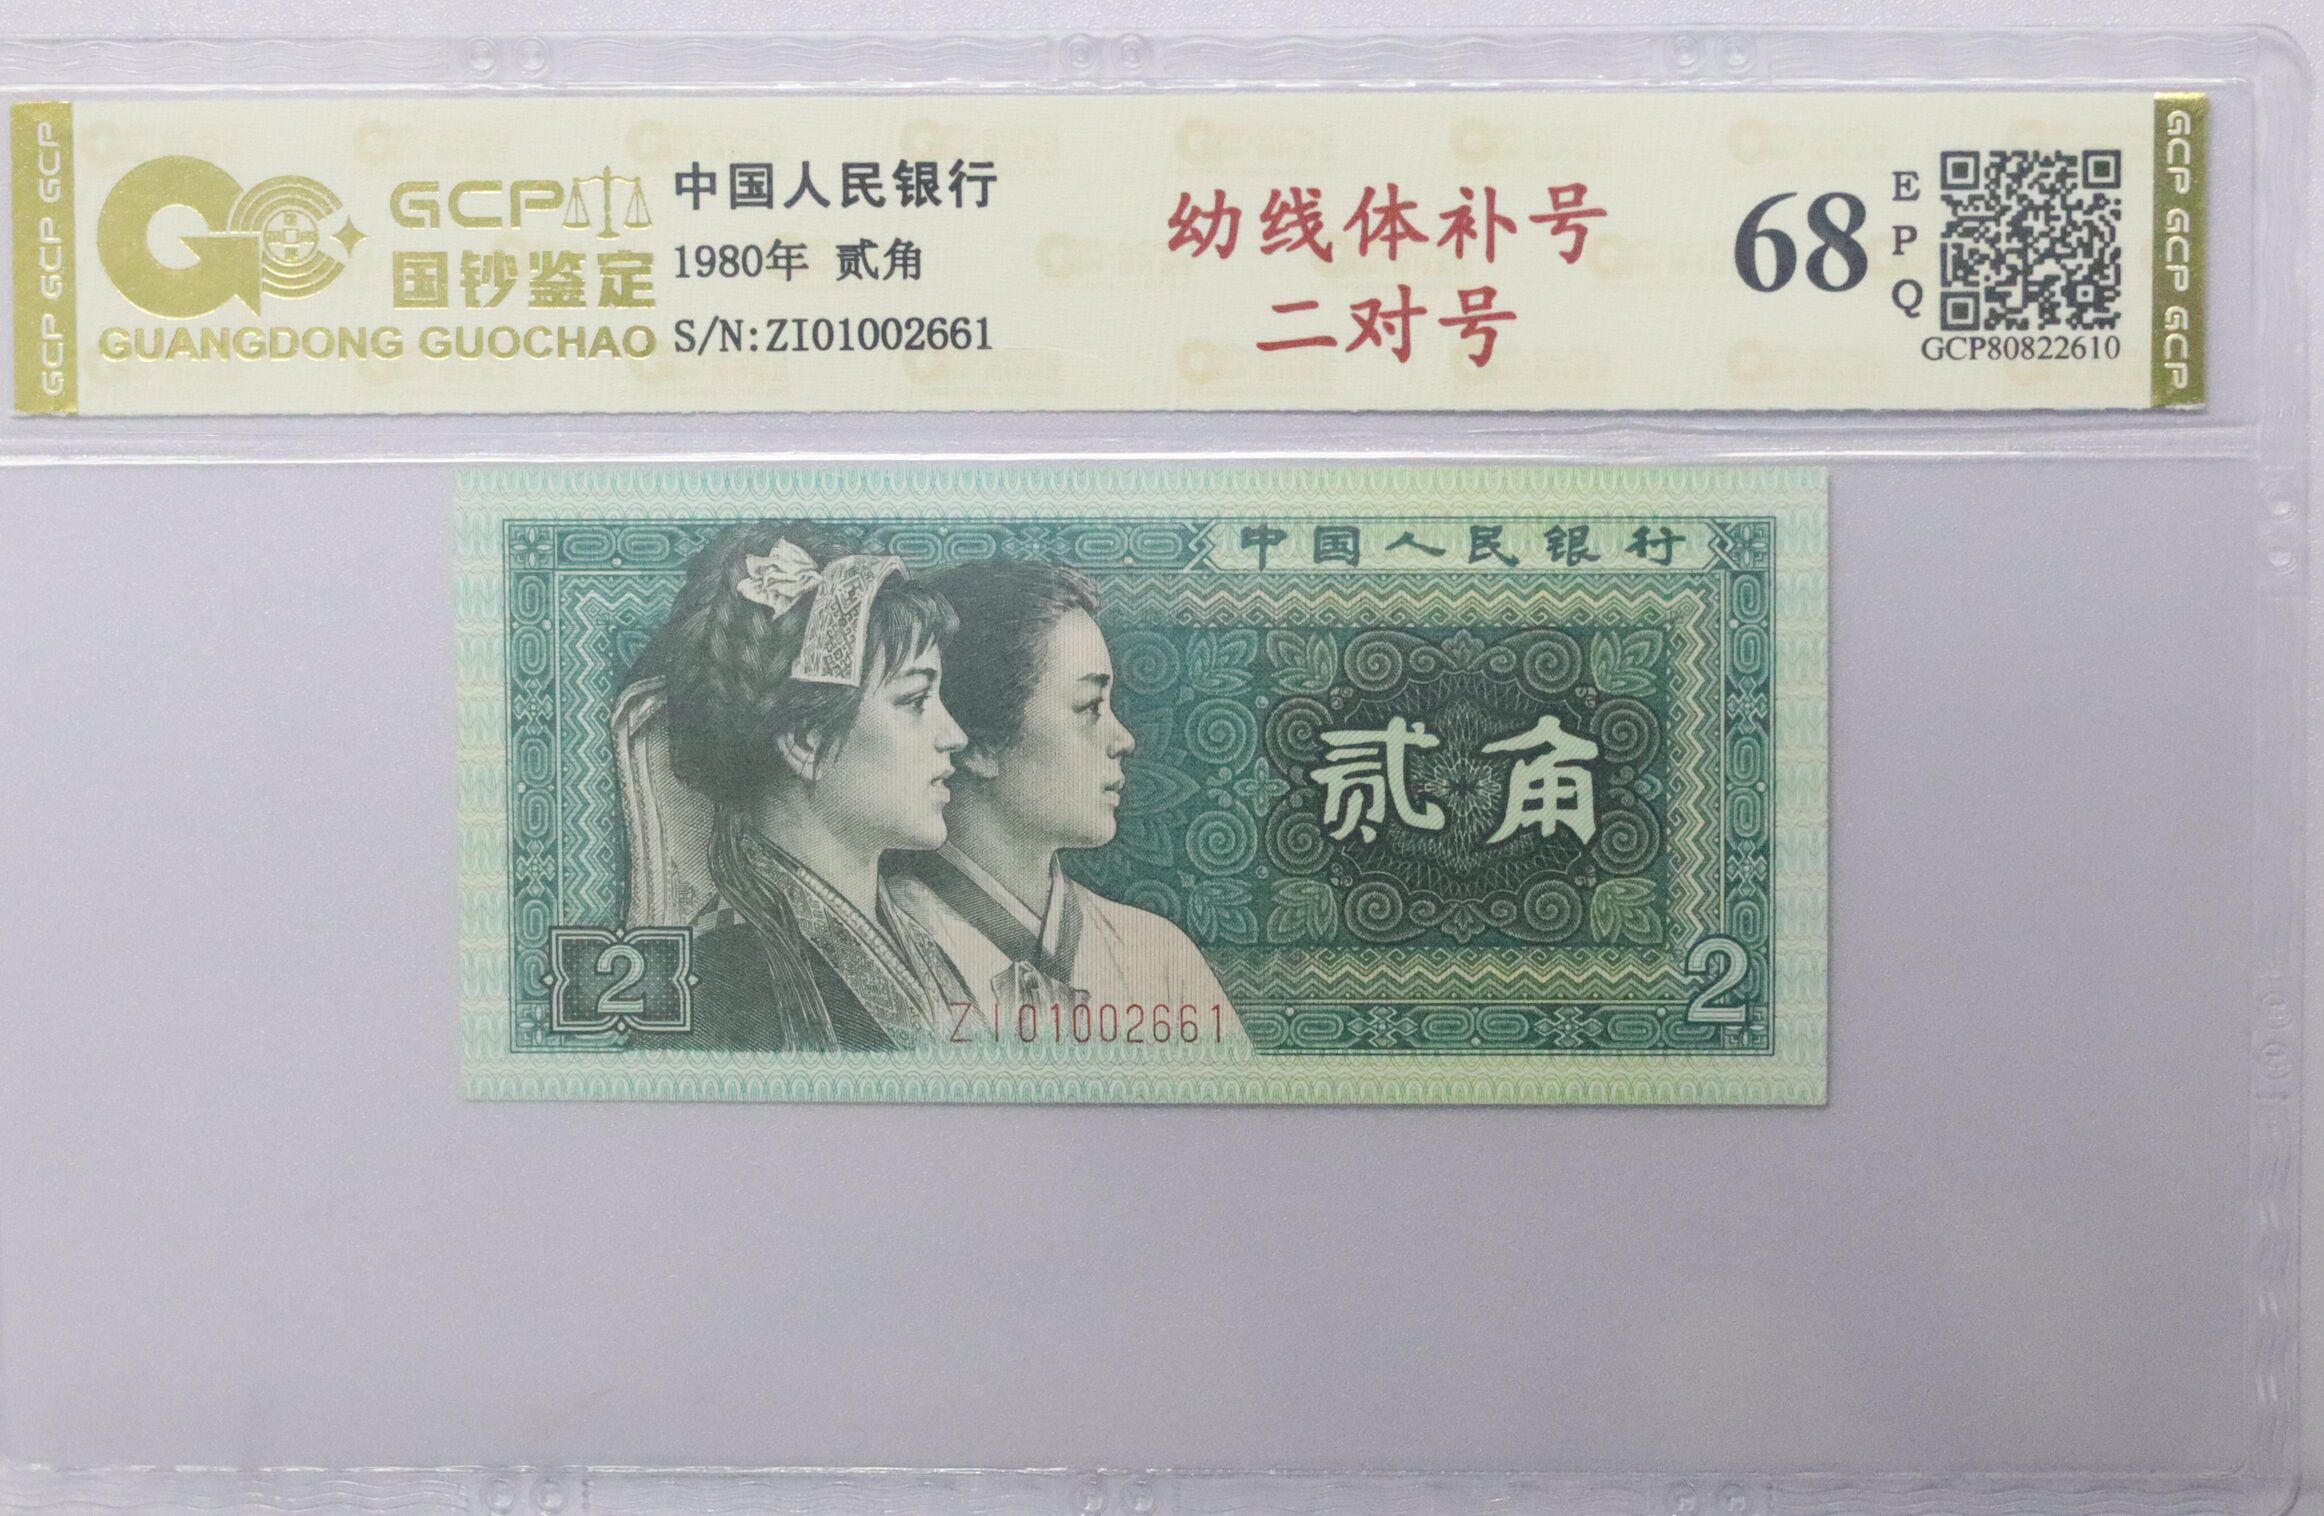 GCP GCP GCP
GCP
国钞鉴定
GUANGDONG GUOCHAO
中国人民银行
1980年 贰角
S/N:ZI01002661
幼线体补号
二对号
68
EPQ
GCP80822610
GCP GCP GCP
中国人民银行
贰角
2
ZI01002661
2